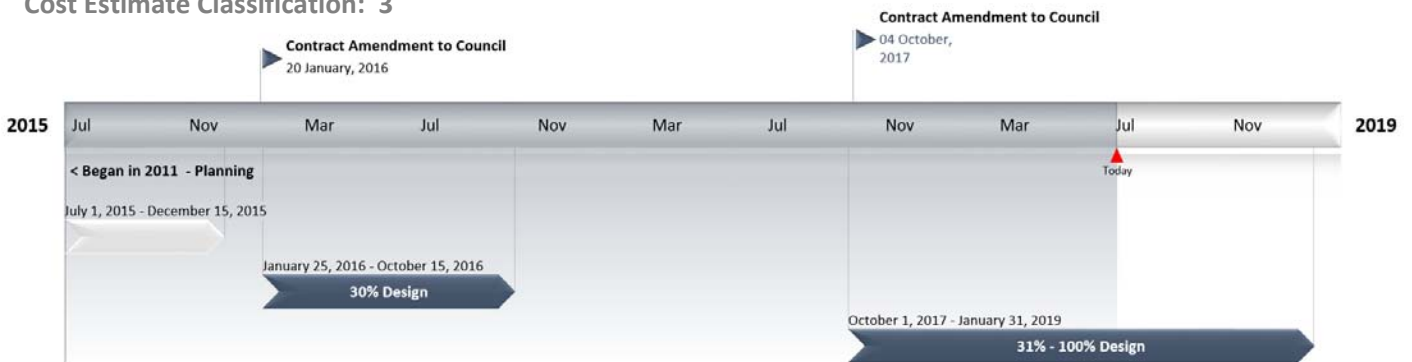 Cost Estimate Classification: 3
Contract Amendment to Council
04 October,
2017
Contract Amendment to Council
20 January, 2016
2015 Jul Nov Mar Jul Nov Mar Jul Nov Mar Jul Nov 2019
Today
< Began in 2011 - Planning
July 1, 2015 - December 15, 2015
January 25, 2016 - October 15, 2016
30% Design
October 1, 2017 - January 31, 2019
31% - 100% Design